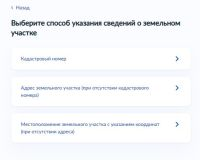 Назад
Выберите способ указания сведений о земельном
участке
Кадастровый номер
Адрес земельного участка (при отсутствии кадастрового
номера)
Местоположение земельного участка с указанием координат
(при отсутствии адреса)